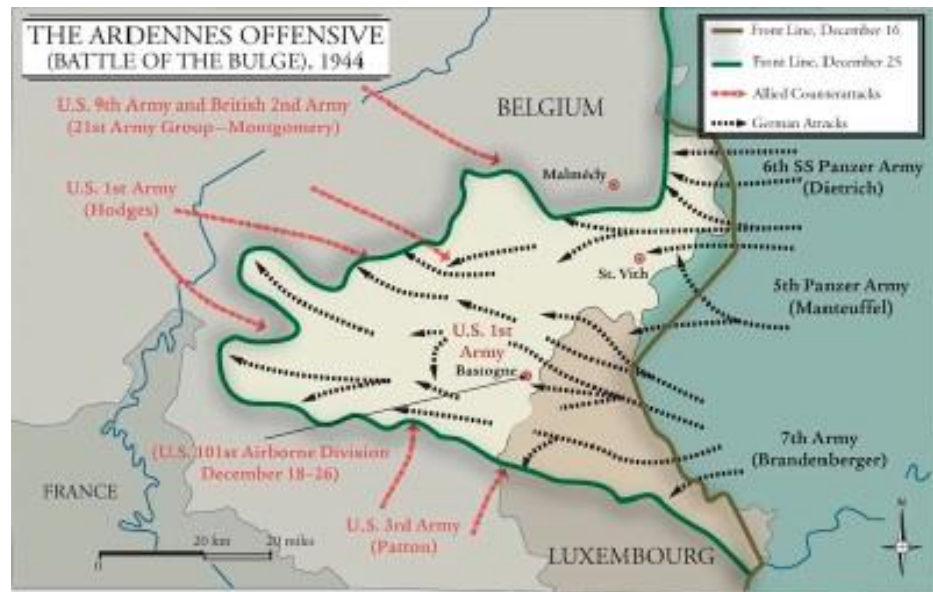 THE ARDENNES OFFENSIVE
(BATTLE OF THE BULGE), 1944
Front Line, December 16
Front Line, December 25
Allied Counterattacks
German Attacks
U.S. 9th Army and British 2nd Army
(21st Army Group—Montgomery)
BELGIUM
6th SS Panzer Army
(Dietrich)
Malmédy
U.S. 1st Army
(Hodges)
St. Vith
5th Panzer Army
(Manteuffel)
U.S. 1st
Army
Bastogne
7th Army
(Brandenberger)
(U.S. 101st Airborne Division
December 18–26)
FRANCE
U.S. 3rd Army
(Patton)
20 km
20 miles
0
LUXEMBOURG
N